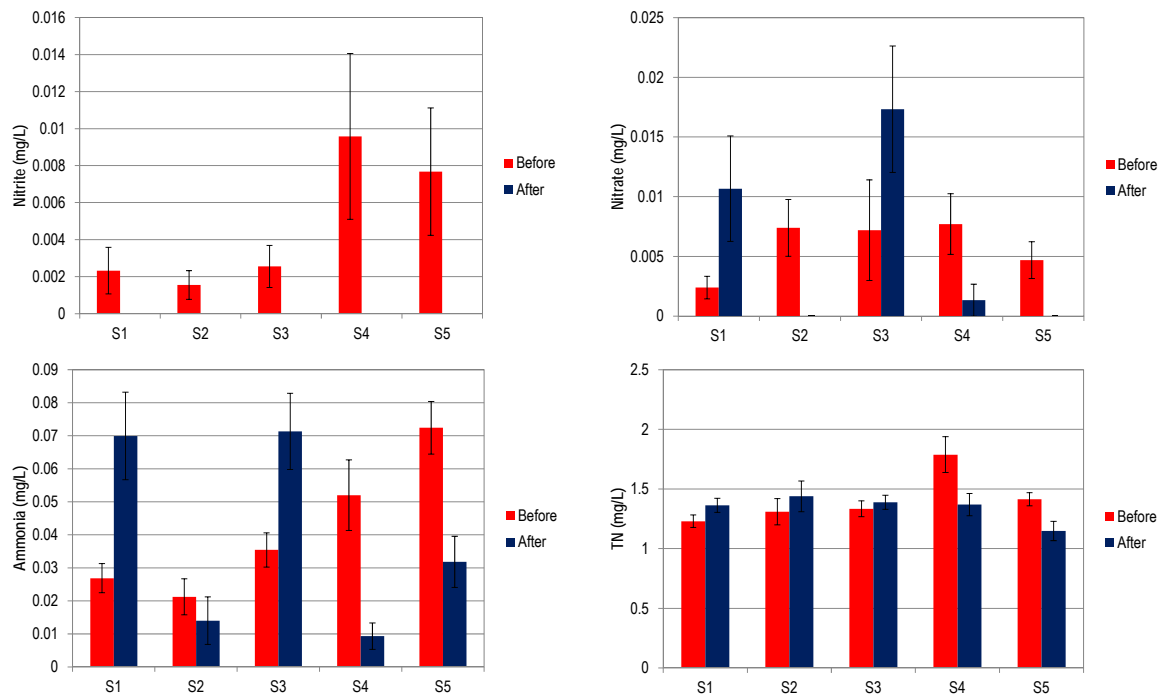 Nitrite (mg/L)
0.016
0.014
0.012
0.01
0.008
0.006
0.004
0.002
0
S1 S2 S3 S4 S5
Before
After
Nitrate (mg/L)
0.025
0.02
0.015
0.01
0.005
0
S1 S2 S3 S4 S5
Before
After
Ammonia (mg/L)
0.09
0.08
0.07
0.06
0.05
0.04
0.03
0.02
0.01
0
S1 S2 S3 S4 S5
Before
After
TN (mg/L)
2.5
2
1.5
1
0.5
0
S1 S2 S3 S4 S5
Before
After